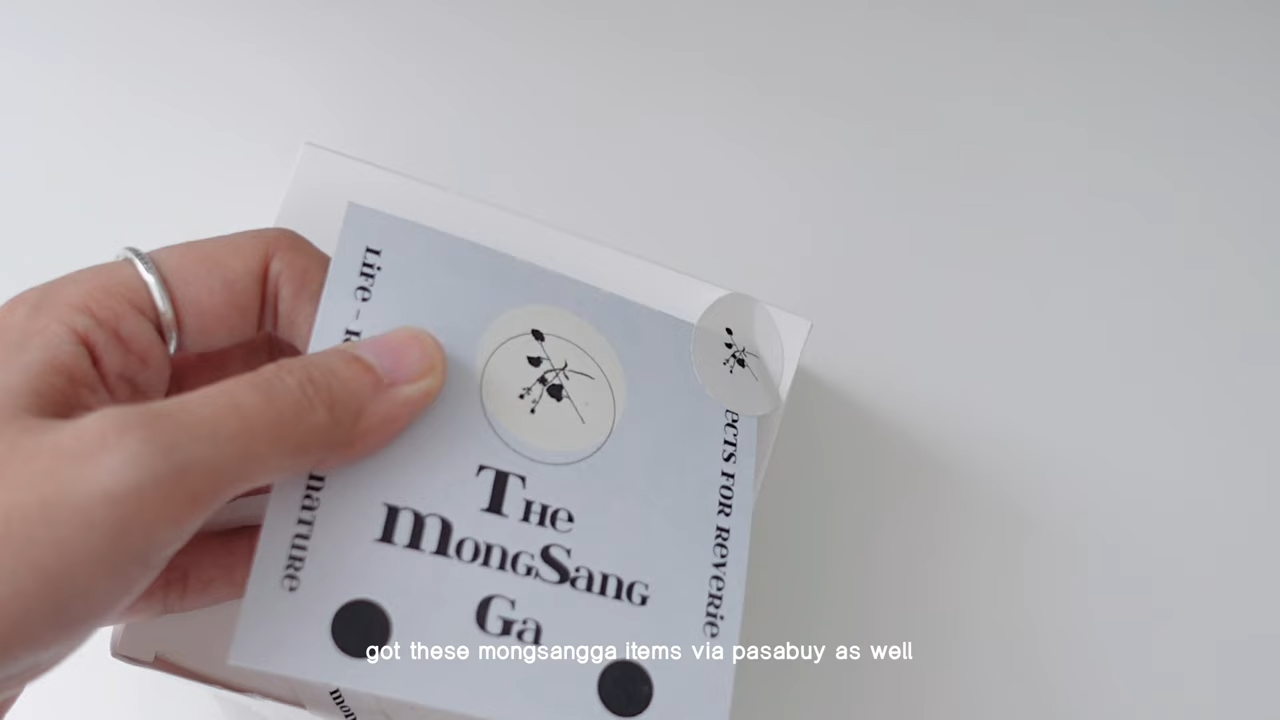 Life -
nature
The
MongSang
Ga
ects for reverie
got these mongsangga items via pasabuy as well